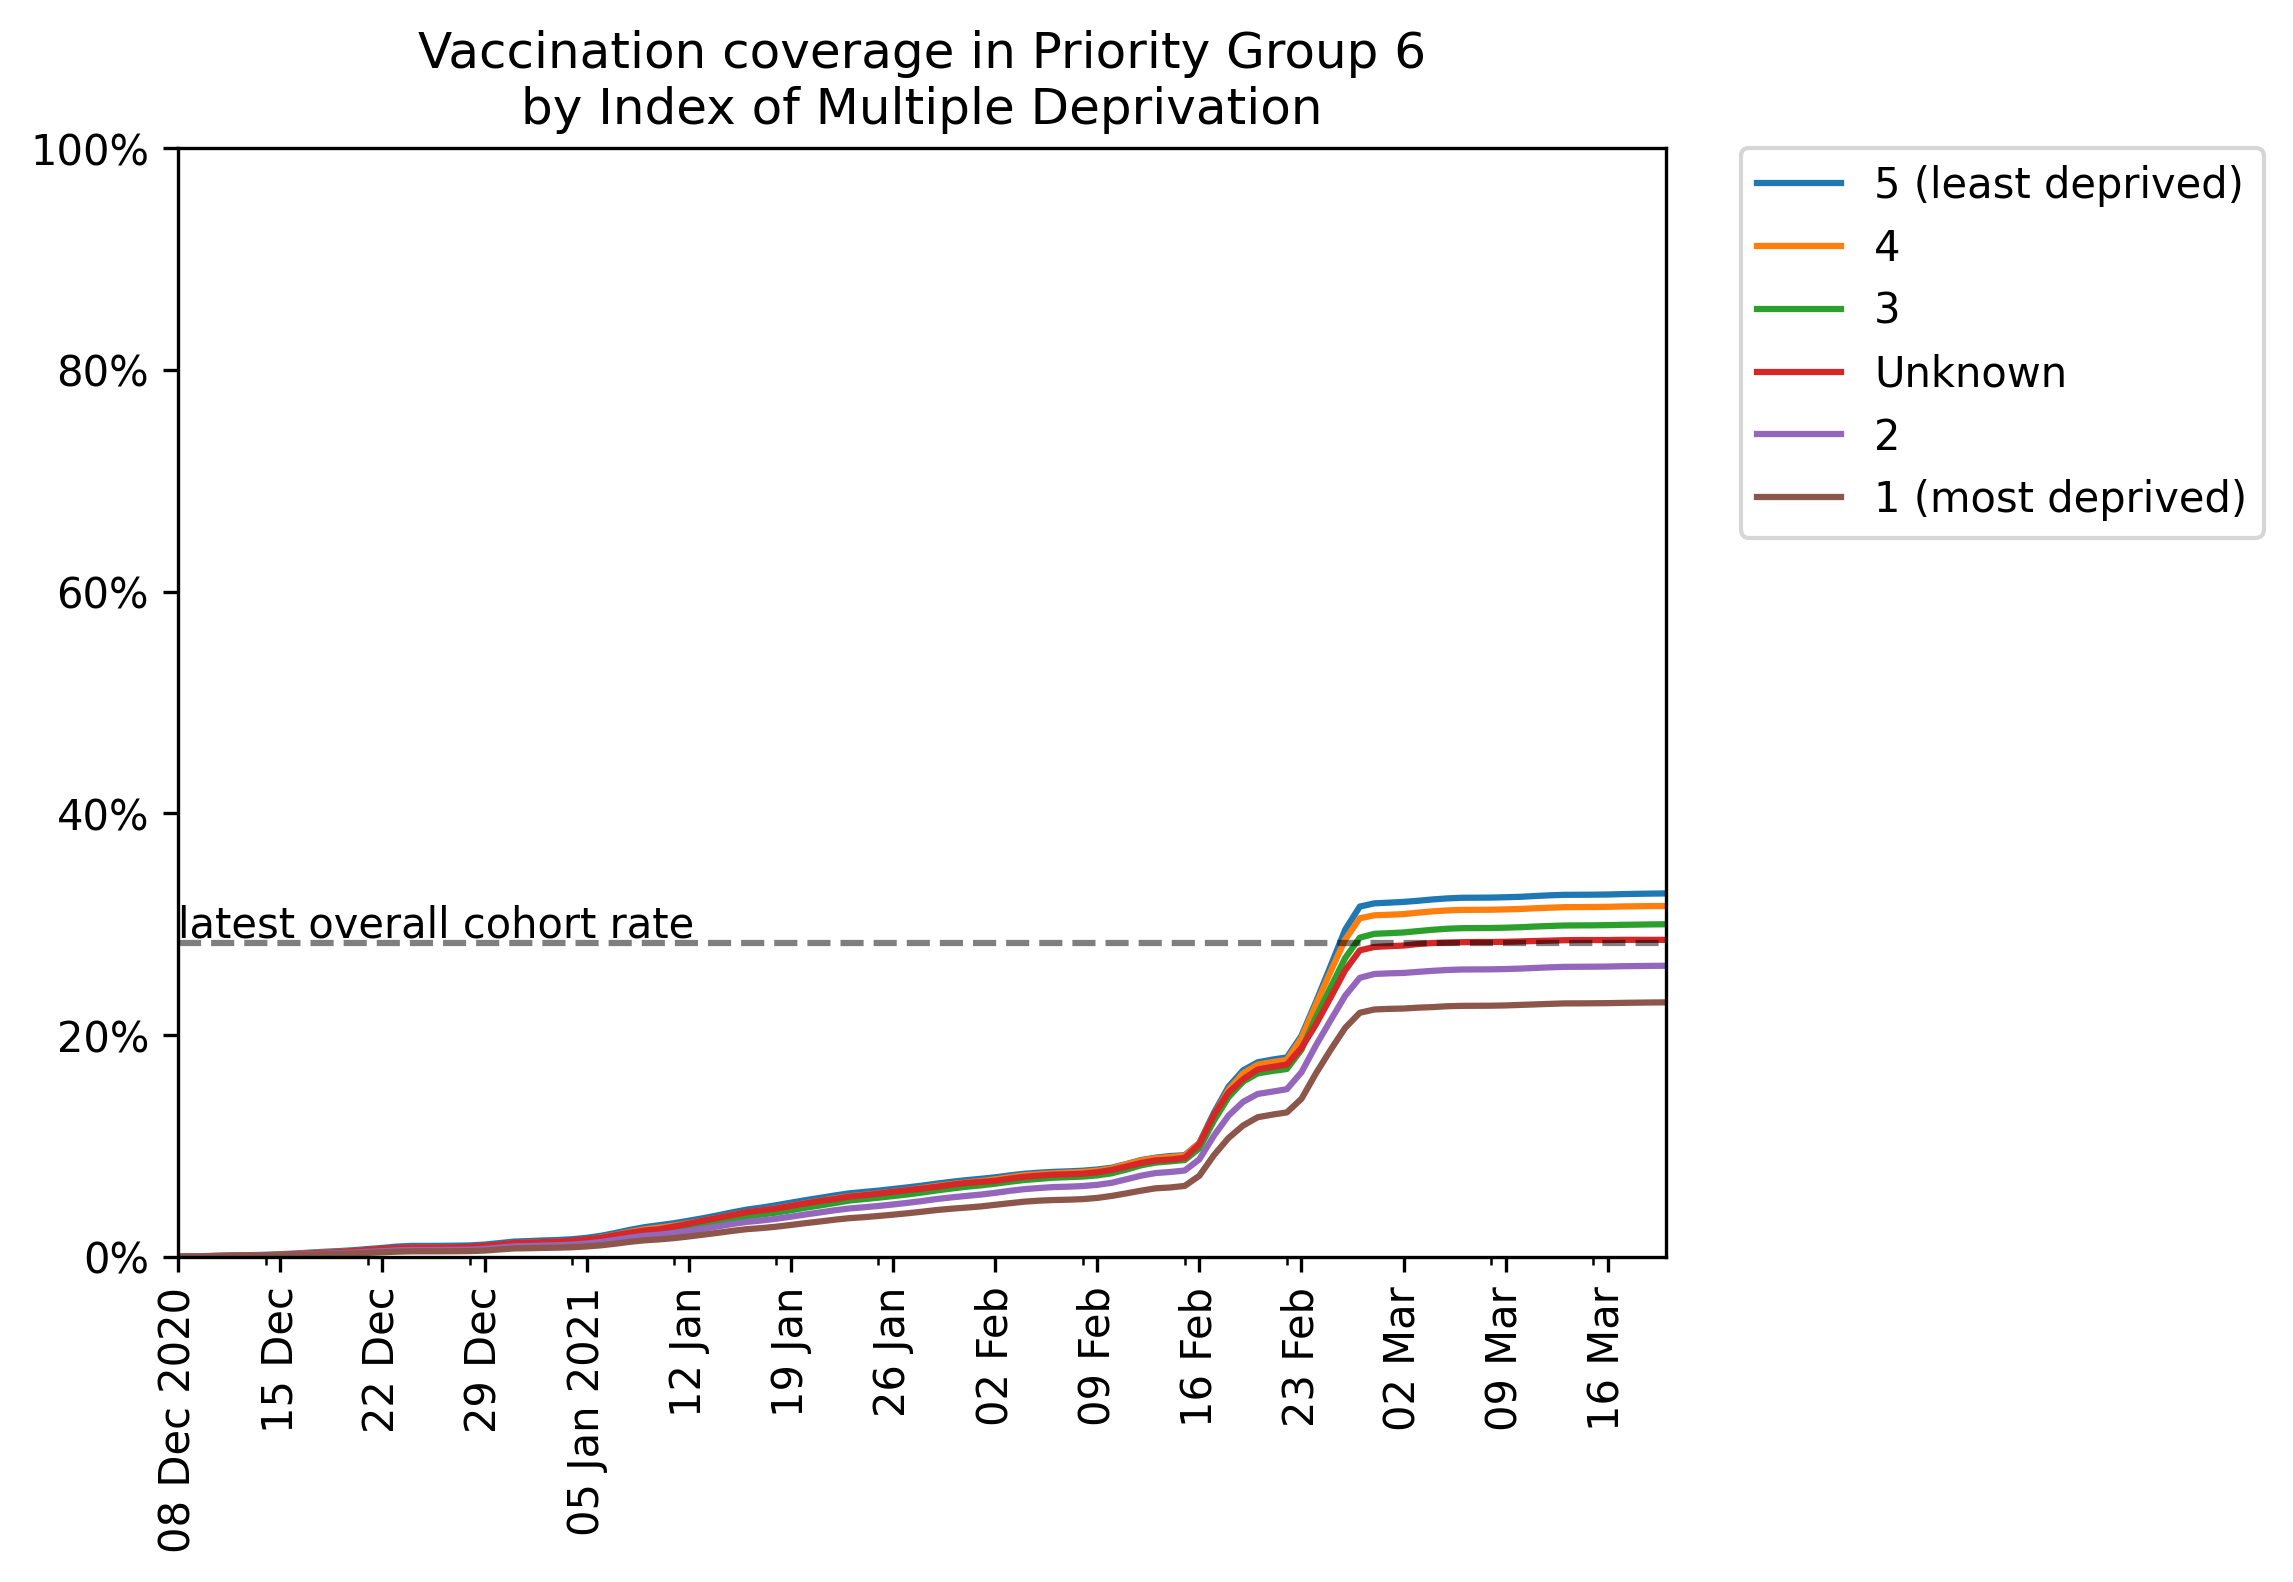 Vaccination coverage in Priority Group 6
by Index of Multiple Deprivation
100%
80%
60%
40%
20%
0%
latest overall cohort rate
08 Dec 2020
15 Dec
22 Dec
29 Dec
05 Jan 2021
12 Jan
19 Jan
26 Jan
02 Feb
09 Feb
16 Feb
23 Feb
02 Mar
09 Mar
16 Mar
5 (least deprived)
4
3
Unknown
2
1 (most deprived)